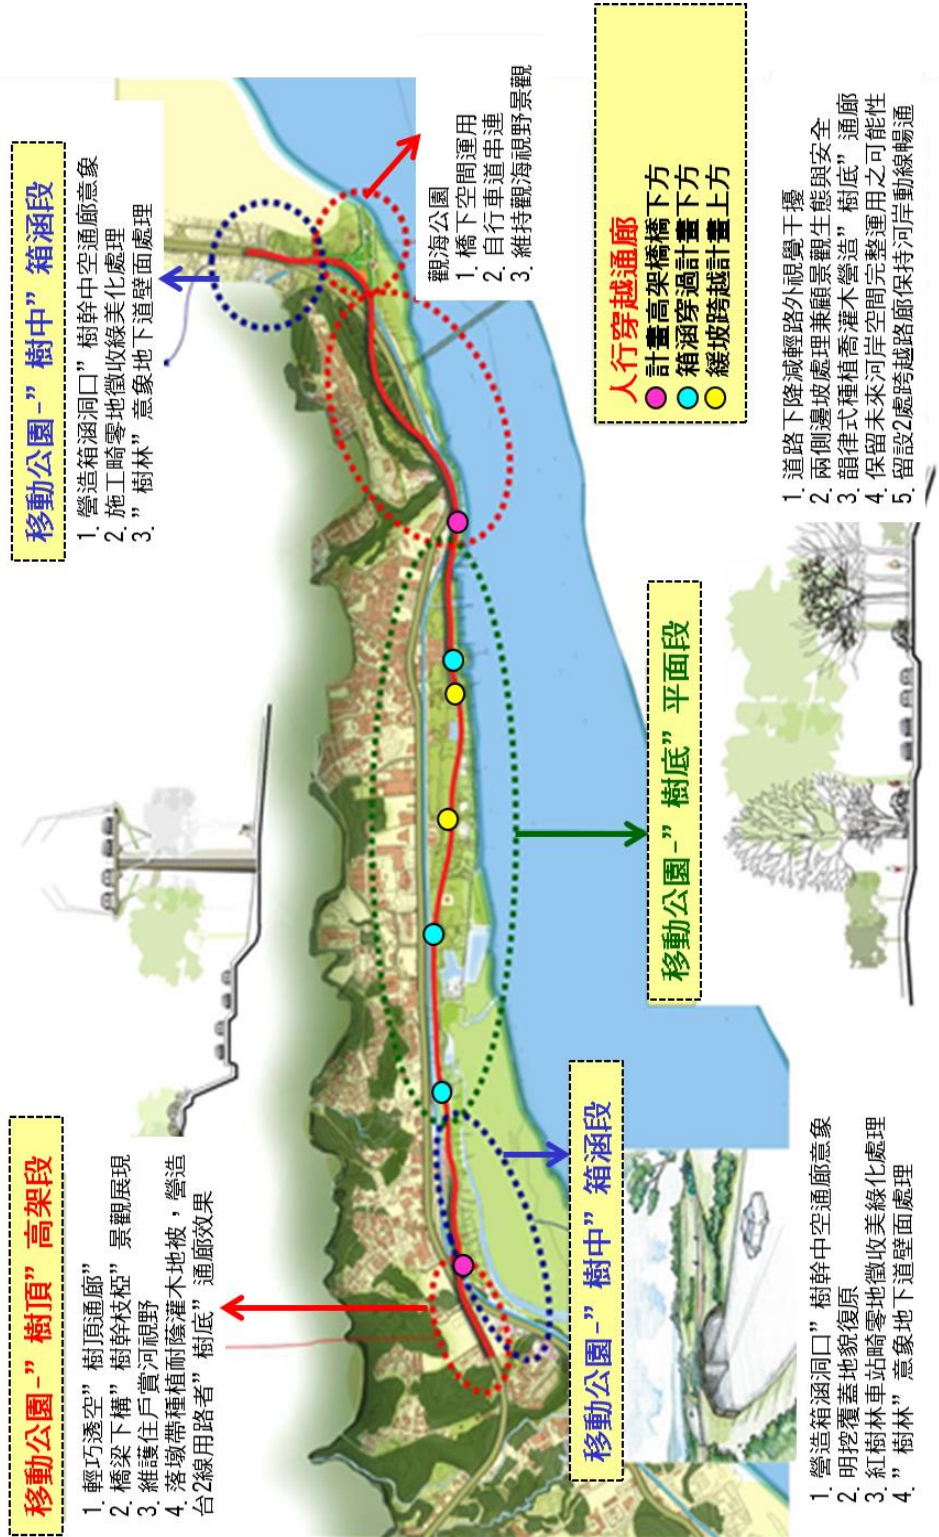 移動公園-”樹頂”高架段
1. 輕巧透空”樹頂通廊”
2. 橋梁下構”樹幹枝椏”景觀展現
3. 維護住戶賞河視野
4. 落墩帶種植耐蔭灌木地被，營造
台2線用路者”樹底”通廊效果
移動公園-”樹中”箱涵段
1. 營造箱涵洞口”樹幹中空通廊意象
2. 施工畸零地徵收綠美化處理
3. ”樹林”意象地下道壁面處理
觀海公園
1. 橋下空間運用
2. 自行車道串連
3. 維持觀海視野景觀
人行穿越通廊
計畫高架橋橋下方
箱涵穿過計畫下方
緩坡跨越計畫上方
移動公園-”樹中”箱涵段
1. 營造箱涵洞口”樹幹中空通廊意象
2. 明挖覆蓋地貌復原
3. 紅樹林車站畸零地徵收美綠化處理
4. ”樹林”意象地下道壁面處理
移動公園-”樹底”平面段
1. 道路下降減輕路外視覺干擾
2. 兩側邊坡處理兼顧景觀生態與安全
3. 韻律式種植喬灌木營造”樹底”通廊
4. 保留未來河岸空間完整運用之可能性
5. 留設2處跨越路廊保持河岸動線暢通